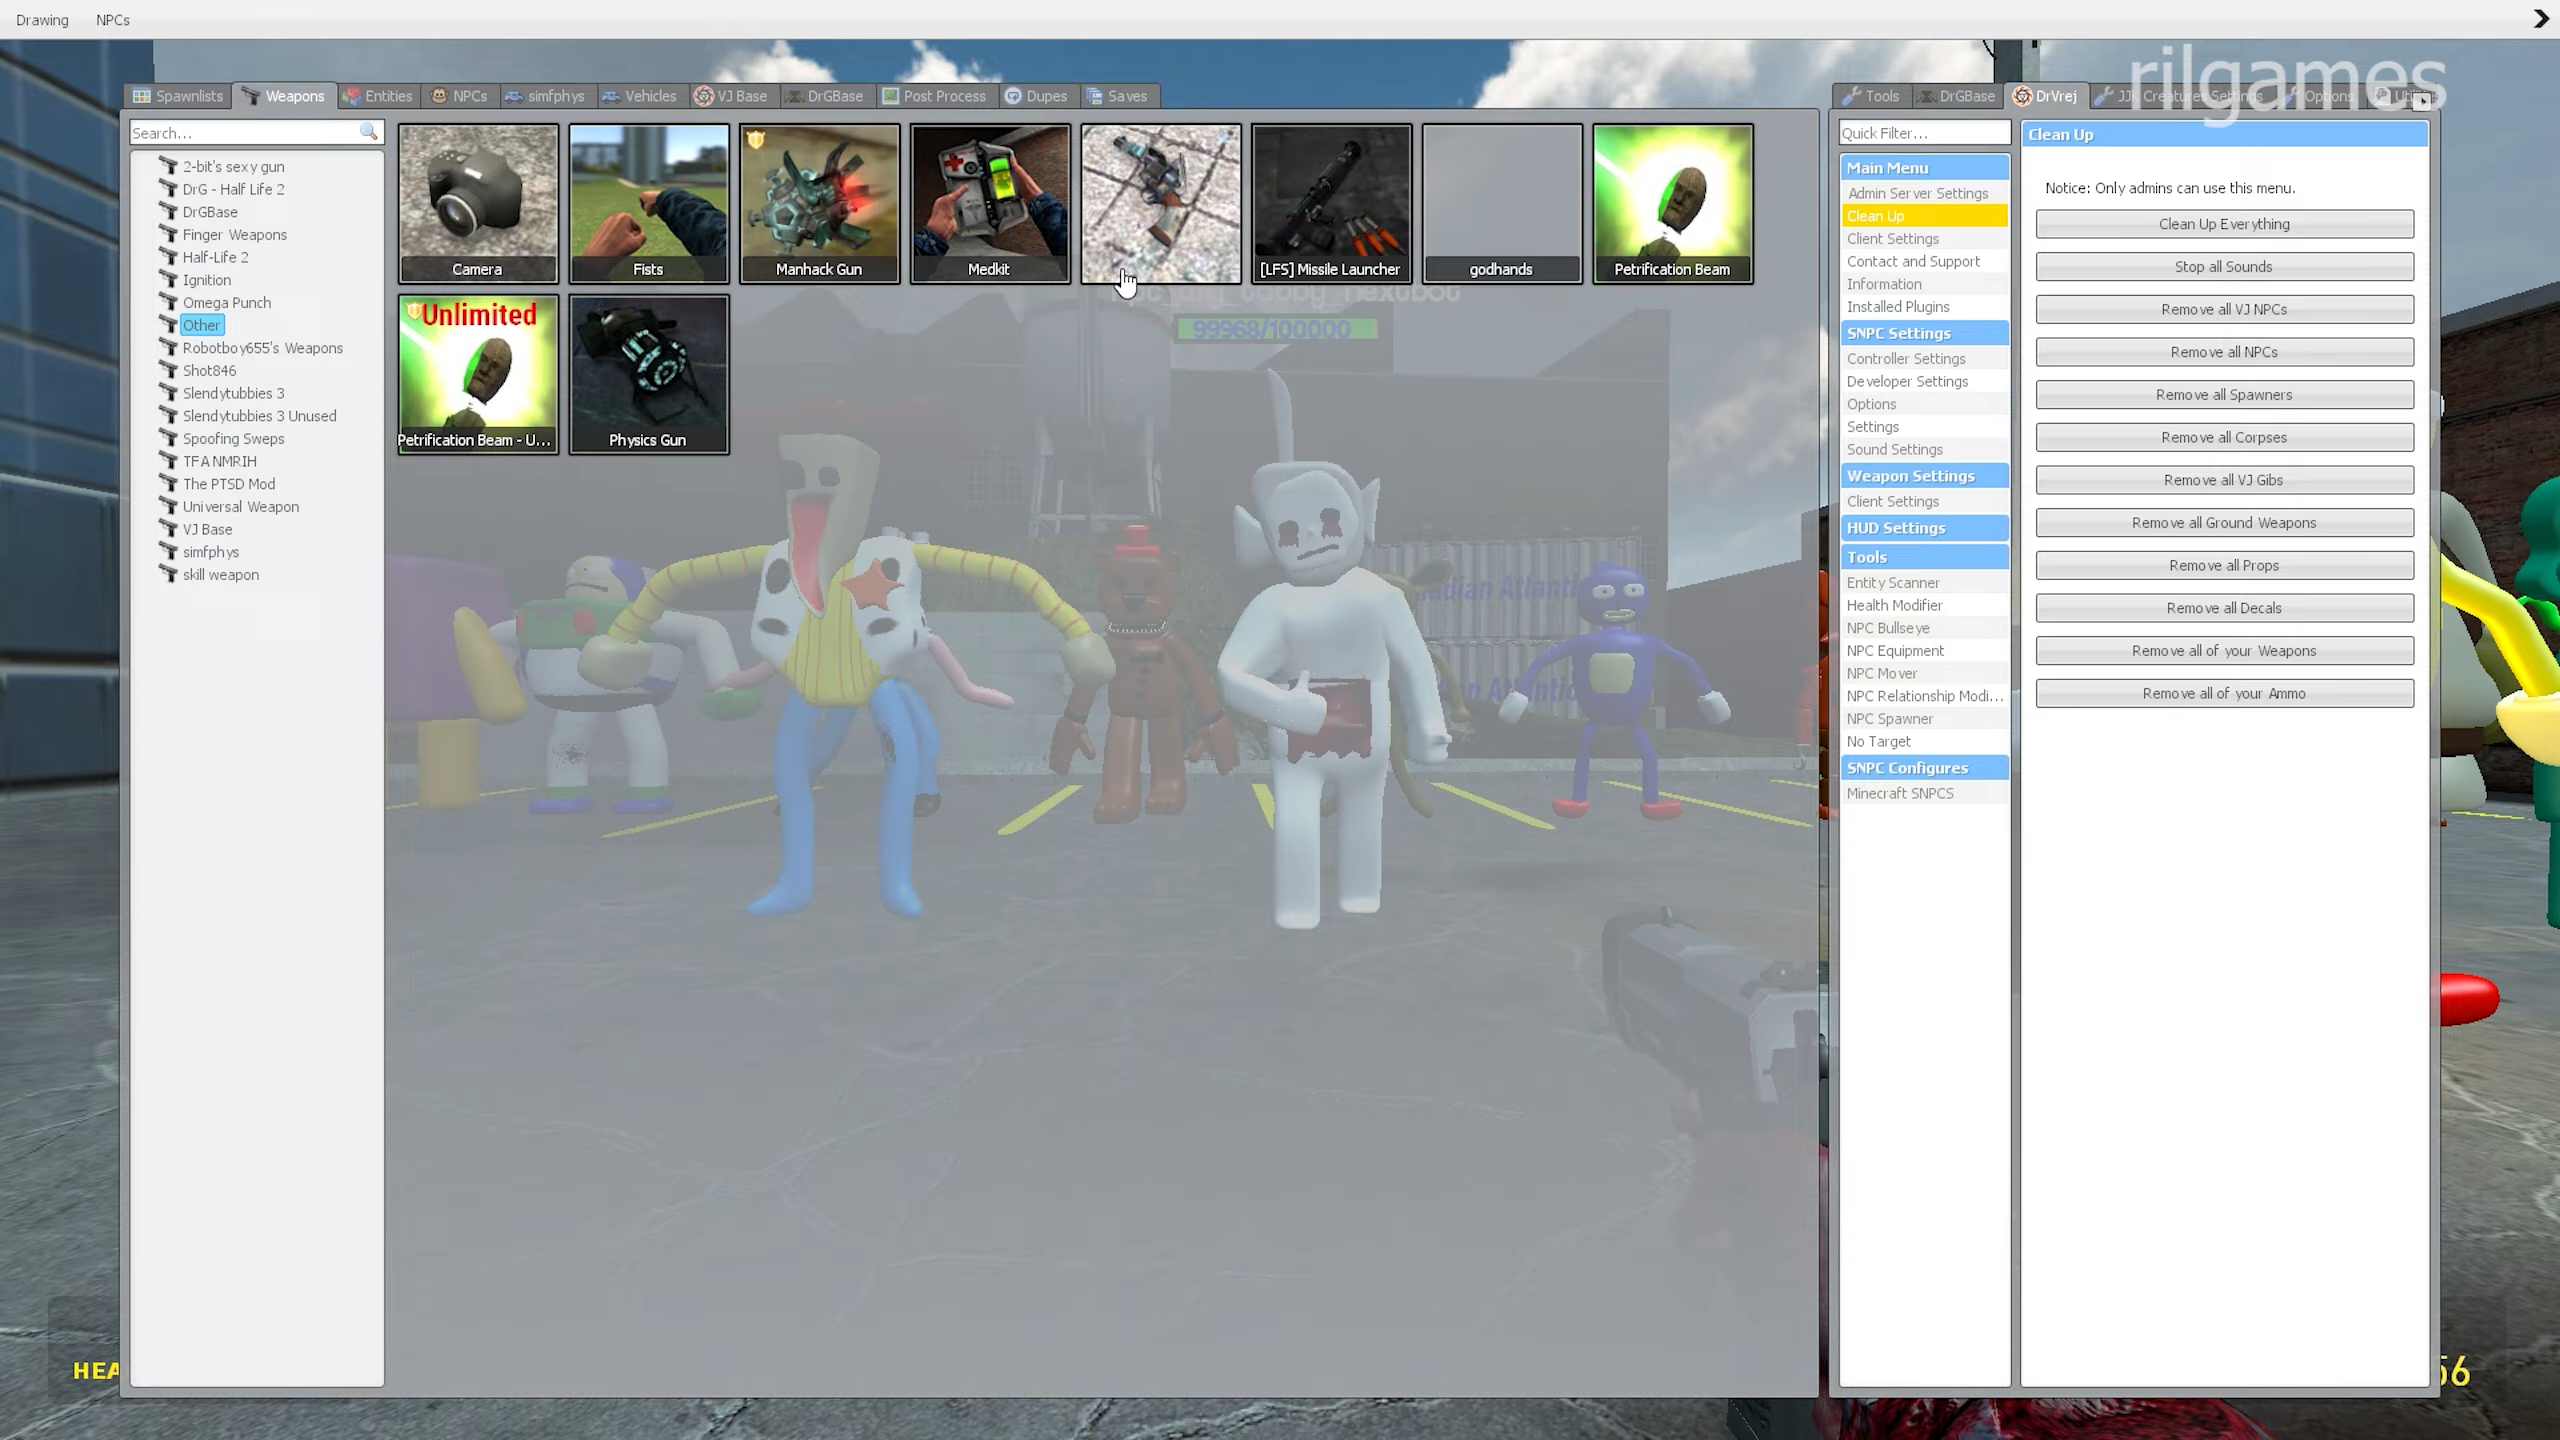 Drawing NPCs
rilgames
Spawnlists Weapons Entities NPCs simfphys Vehicles VJ Base DrGBase Post Process Dupes Saves
Tools DrGBase DrVrej JJK Creatures Settings Options
Search...
2-bit's sexy gun
DrG - Half Life 2
DrGBase
Finger Weapons
Half-Life 2
Ignition
Omega Punch
Other
Robotboy655's Weapons
Shot846
Slendytubbies 3
Slendytubbies 3 Unused
Spoofing Sweps
TFA NMRIH
The PTSD Mod
Universal Weapon
VJ Base
simfphys
skill weapon
Camera
Fists
Manhack Gun
Medkit
[LFS] Missile Launcher
godhands
Petrification Beam
Unlimited
Petrification Beam - U...
Physics Gun
99968/100000
Quick Filter...
Main Menu
Admin Server Settings
Clean Up
Client Settings
Contact and Support
Information
Installed Plugins
SNPC Settings
Controller Settings
Developer Settings
Options
Settings
Sound Settings
Weapon Settings
Client Settings
HUD Settings
Tools
Entity Scanner
Health Modifier
NPC Bullseye
NPC Equipment
NPC Mover
NPC Relationship Modi...
NPC Spawner
No Target
SNPC Configures
Minecraft SNPCS
Clean Up
Notice: Only admins can use this menu.
Clean Up Everything
Stop all Sounds
Remove all VJ NPCs
Remove all NPCs
Remove all Spawners
Remove all Corpses
Remove all VJ Gibs
Remove all Ground Weapons
Remove all Props
Remove all Decals
Remove all of your Weapons
Remove all of your Ammo
HEA
56